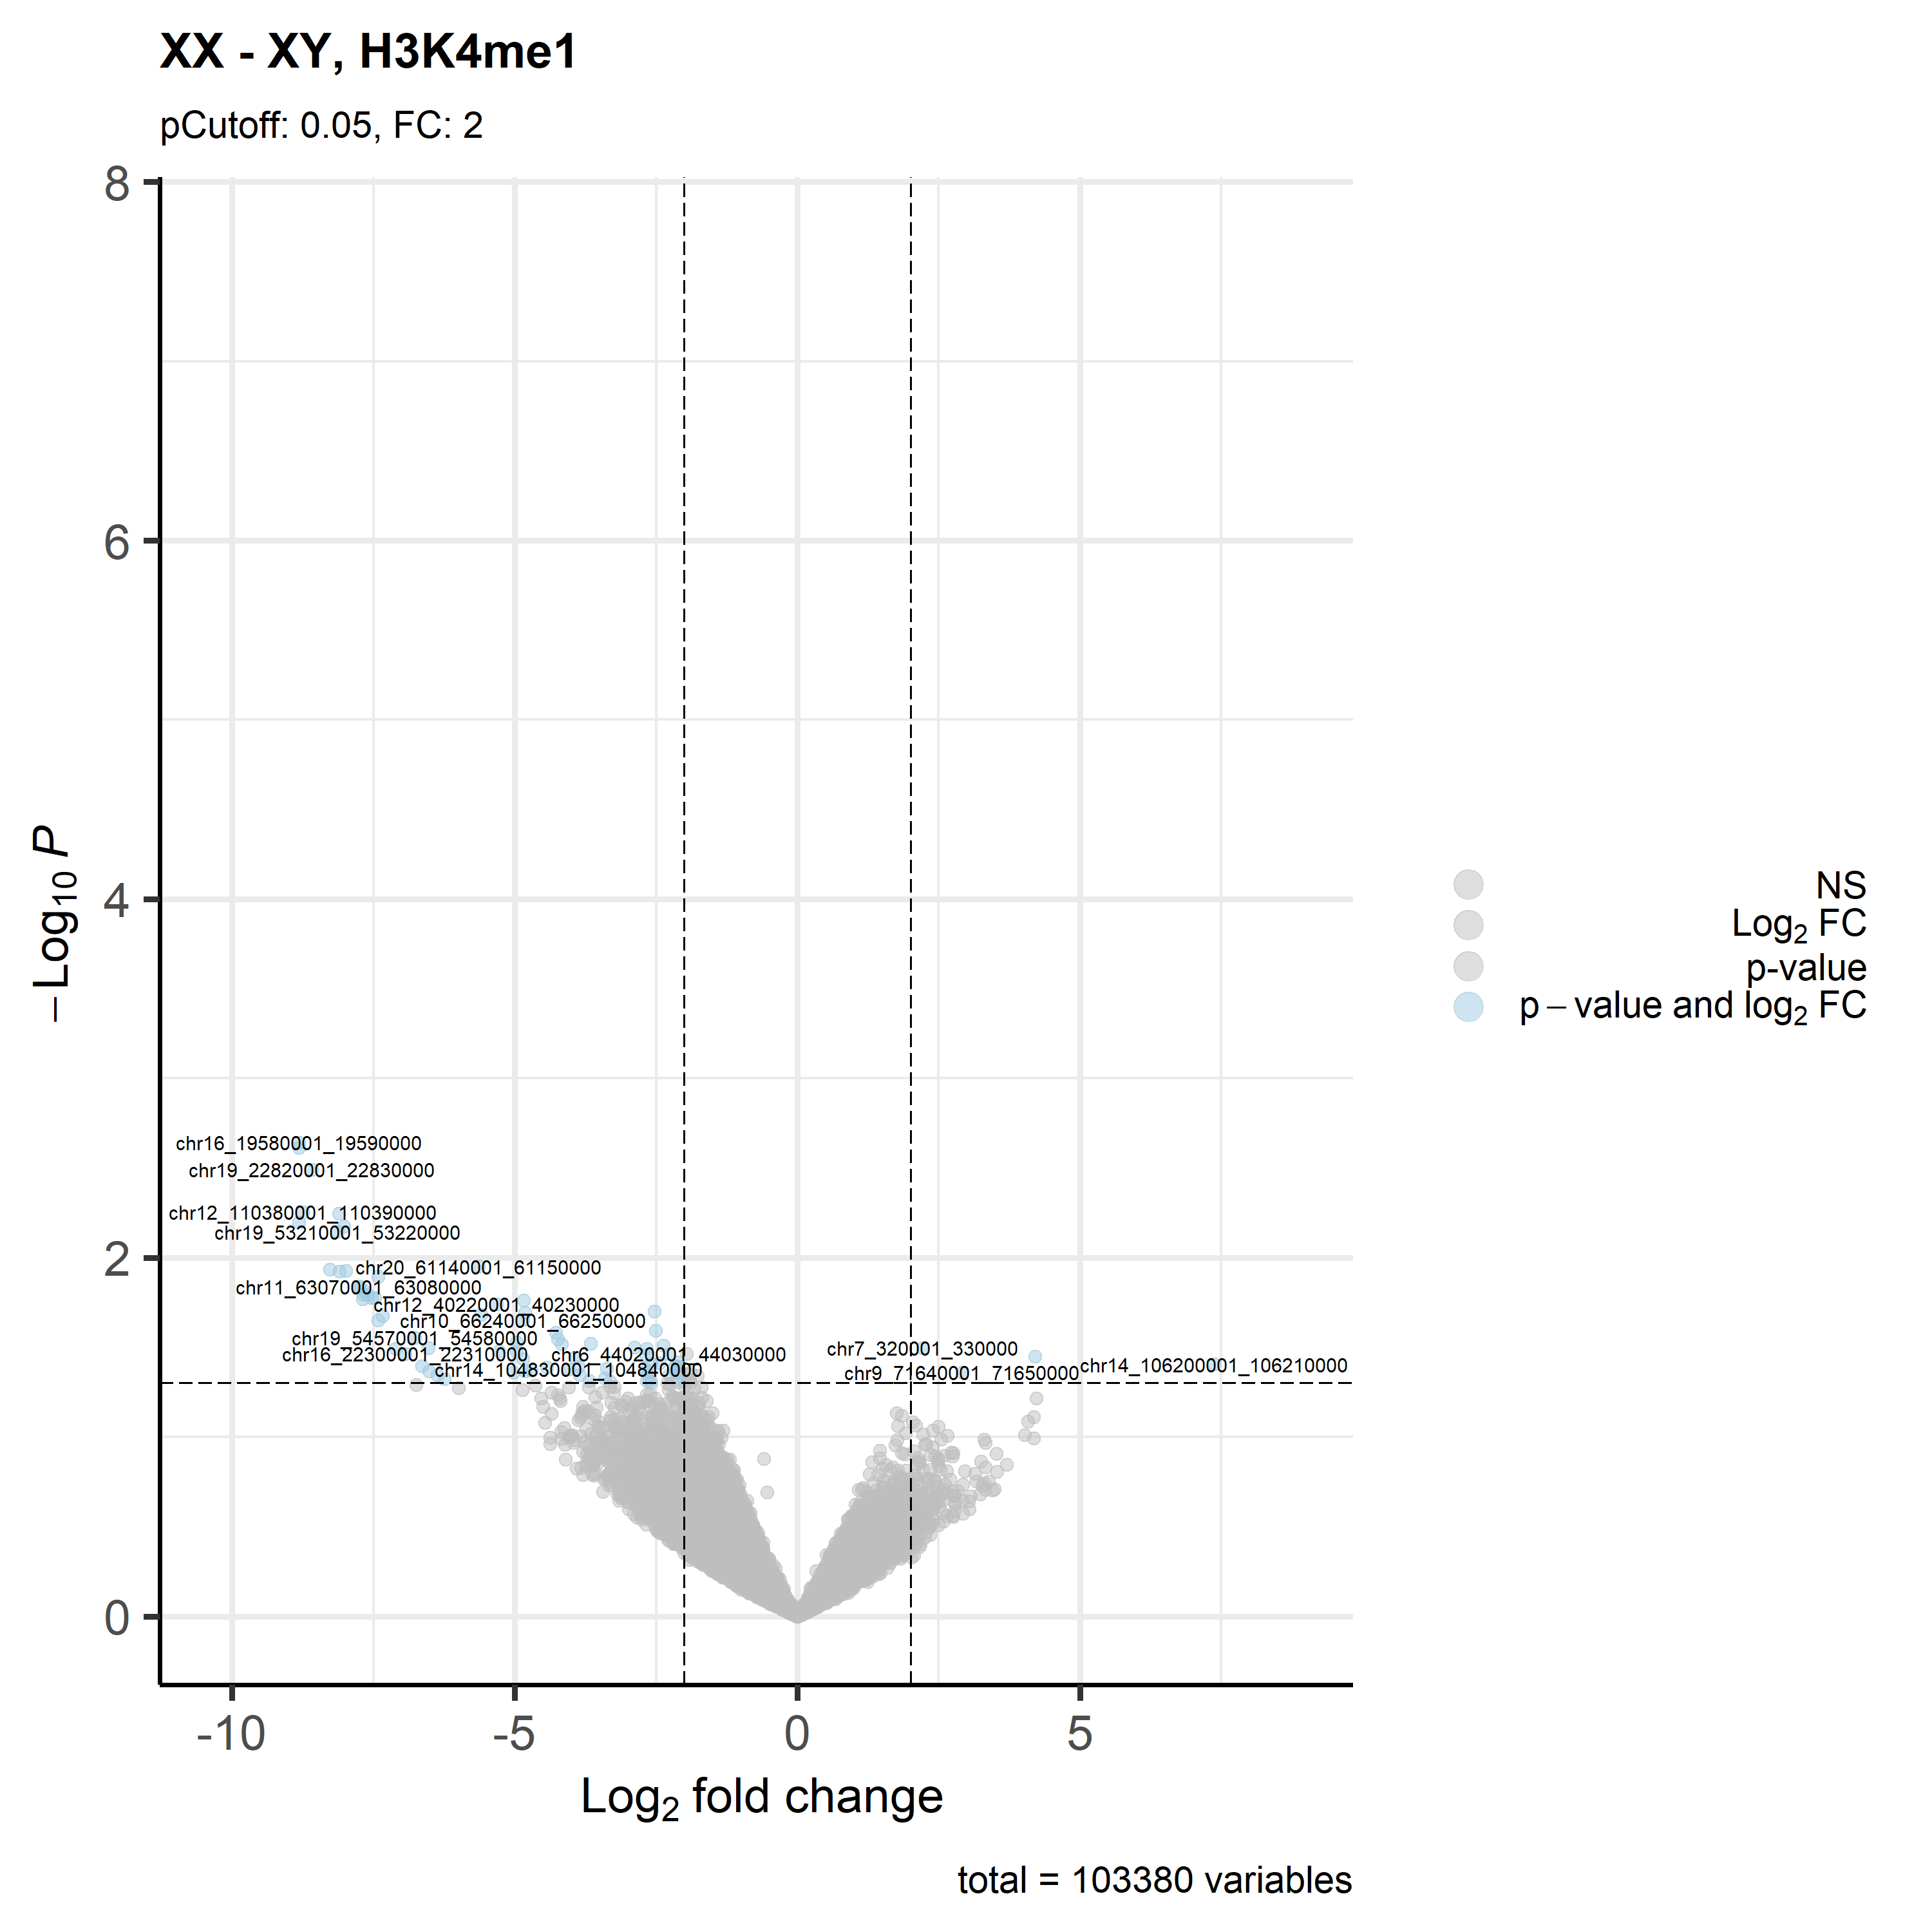 XX - XY, H3K4me1
pCutoff: 0.05, FC: 2
8
6
4
2
0
−Log10 P
chr16_19580001_19590000
chr19_22820001_22830000
chr12_110380001_110390000
chr19_53210001_53220000
chr20_61140001_61150000
chr11_63070001_63080000
chr12_40220001_40230000
chr10_66240001_66250000
chr19_54570001_54580000
chr16_22300001_22310000
chr6_44020001_44030000
chr14_104830001_104840000
chr7_320001_330000
chr9_71640001_71650000
chr14_106200001_106210000
-10
-5
0
5
Log2 fold change
NS
Log2 FC
p-value
p − value and log2 FC
total = 103380 variables